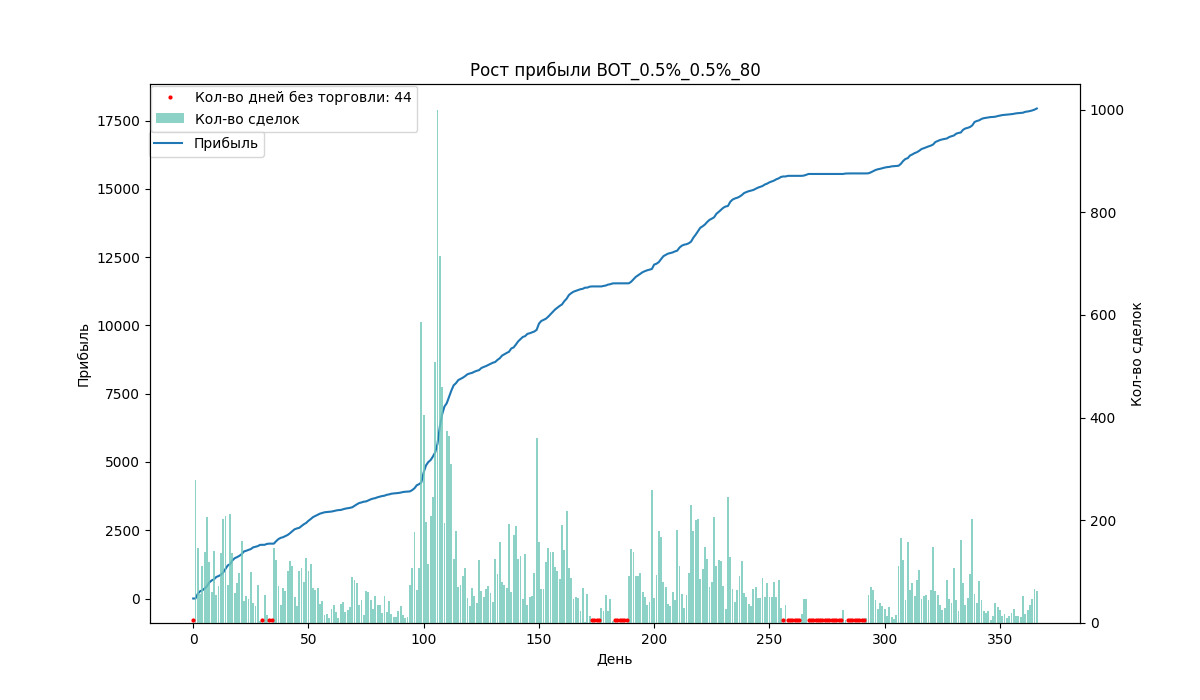 Рост прибыли BOT_0.5%_0.5%_80
Кол-во дней без торговли: 44
Кол-во сделок
Прибыль
17500
15000
12500
10000
7500
5000
2500
0
Прибыль
1000
800
600
400
200
0
Кол-во сделок
0 50 100 150 200 250 300 350
День